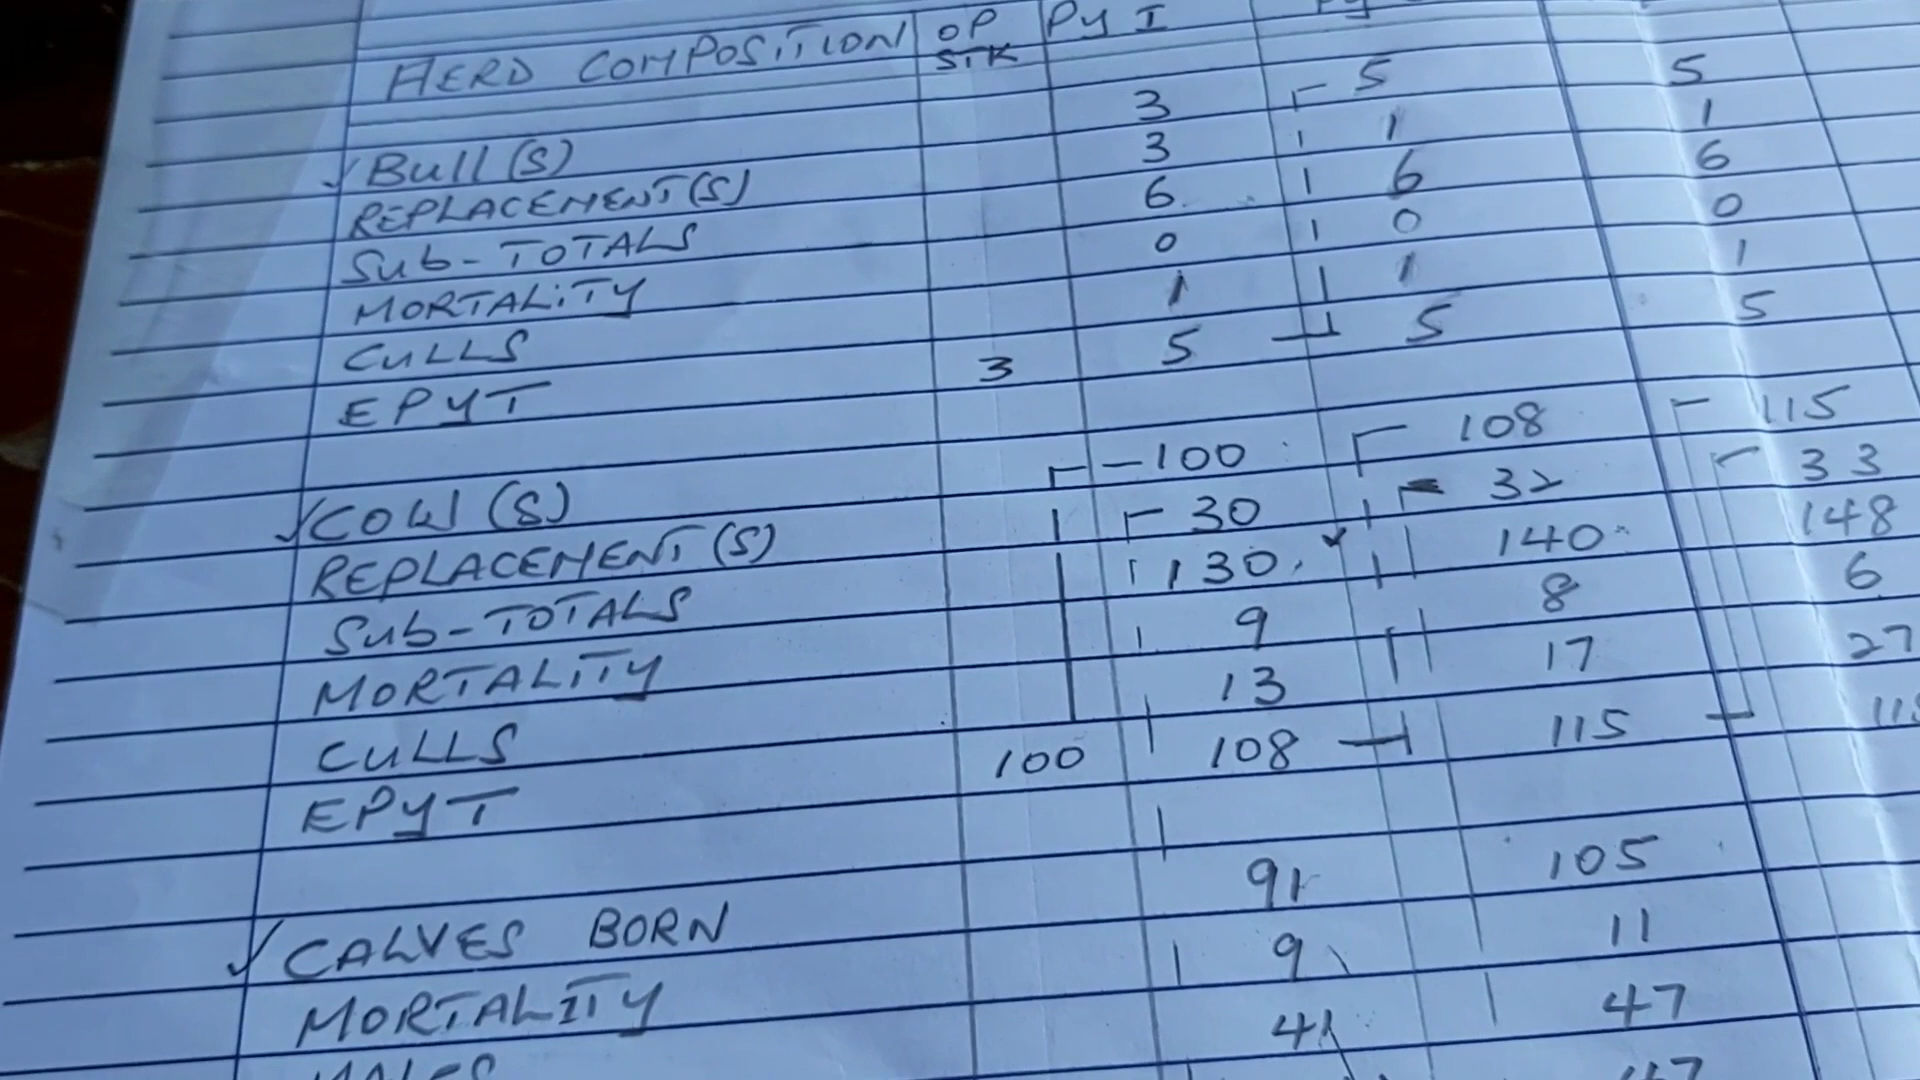 HERD COMPOSITION OP STK PY I
Bull(S) 3 5 5
REPLACEMENT(S) 3 1 1
Sub-TOTALS 6 6 6
MORTALITY 0 0 0
CULLS 1 1 1
EPYT 3 5 5 5
COW(S) 100 108 115
REPLACEMENT(S) 30 32 33
Sub-TOTALS 130 140 148
MORTALITY 9 8 6
CULLS 13 17 27
EPYT 100 108 115
CALVES BORN 91 105
MORTALITY 9 11
MALES 41 47